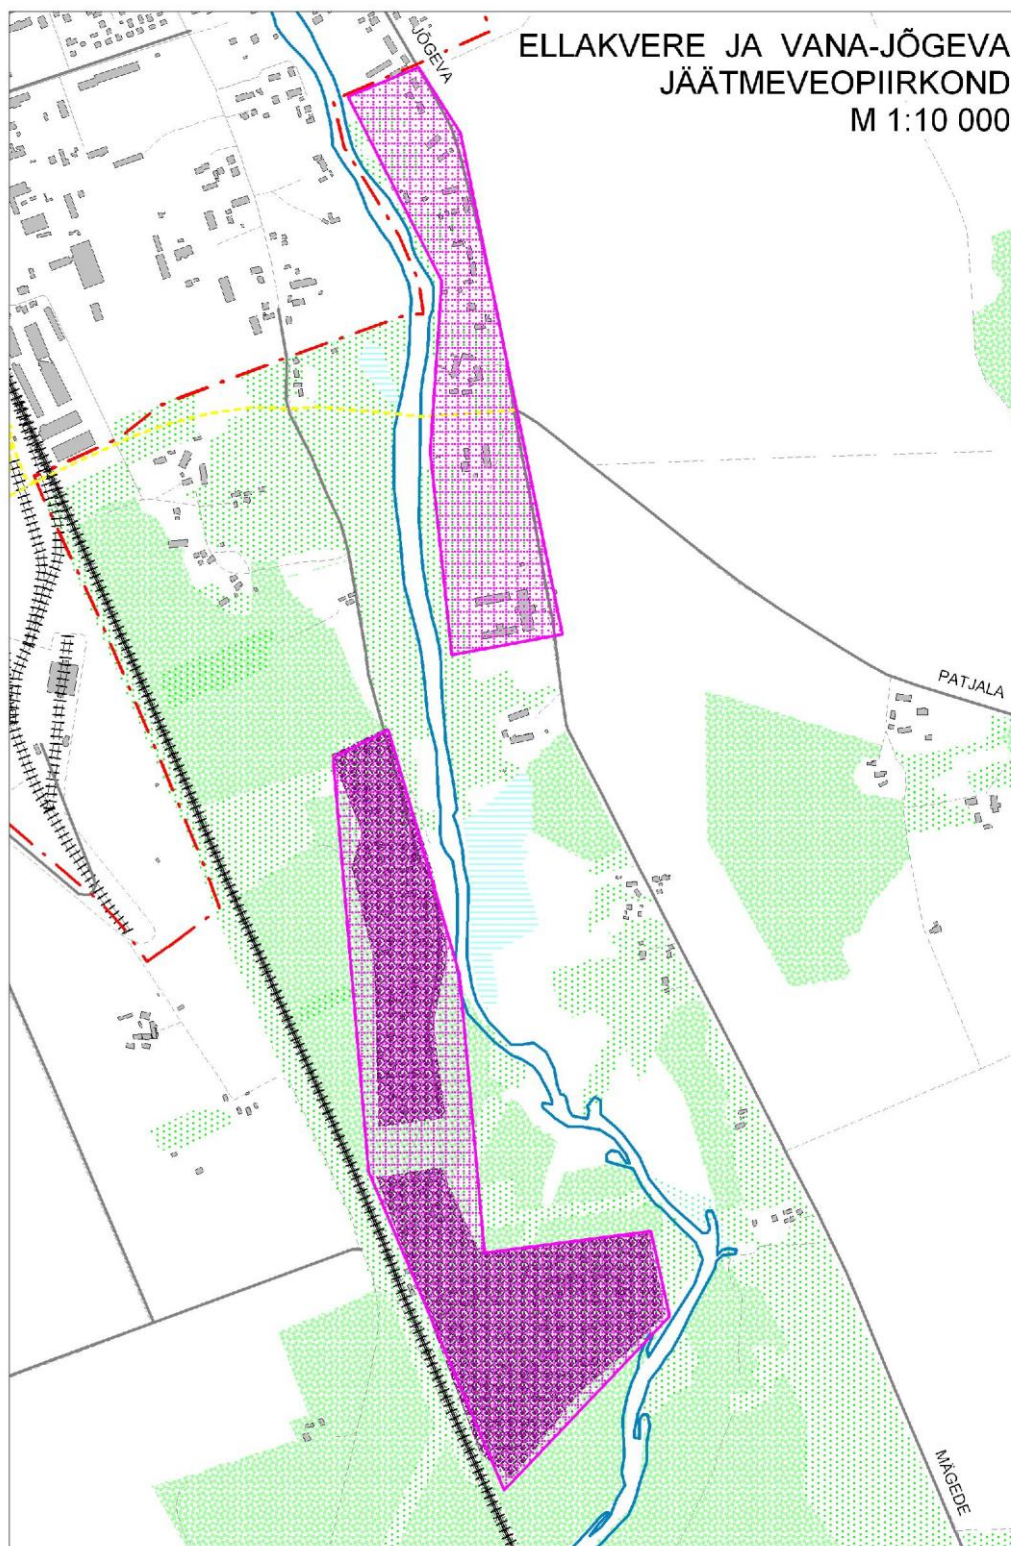 ELLAKVERE JA VANA-JÕGEVA
JÄÄTMEVEOPIIRKOND
M 1:10 000
JÕGEVA
PATJALA
MÄGEDE